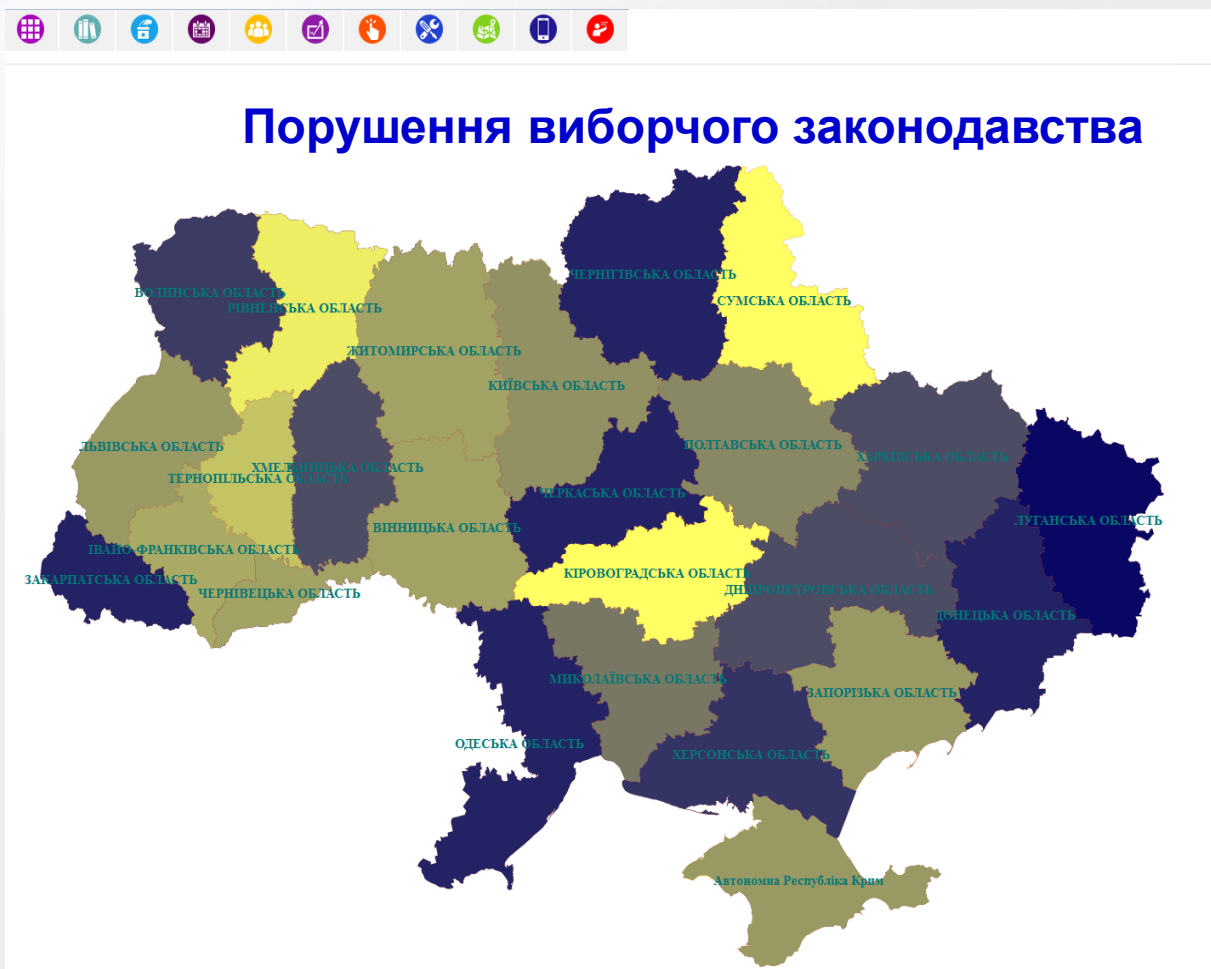 Порушення виборчого законодавства
ЧЕРНІГІВСЬКА ОБЛАСТЬ
ВОЛИНСЬКА ОБЛАСТЬ
СУМСЬКА ОБЛАСТЬ
РІВНЕНСЬКА ОБЛАСТЬ
ЖИТОМИРСЬКА ОБЛАСТЬ
КИЇВСЬКА ОБЛАСТЬ
ЛЬВІВСЬКА ОБЛАСТЬ
ПОЛТАВСЬКА ОБЛАСТЬ
ХАРКІВСЬКА ОБЛАСТЬ
ХМЕЛЬНИЦЬКА ОБЛАСТЬ
ТЕРНОПІЛЬСЬКА ОБЛАСТЬ
ЧЕРКАСЬКА ОБЛАСТЬ
ЛУГАНСЬКА ОБЛАСТЬ
ВІННИЦЬКА ОБЛАСТЬ
ІВАНО-ФРАНКІВСЬКА ОБЛАСТЬ
КІРОВОГРАДСЬКА ОБЛАСТЬ
ЗАКАРПАТСЬКА ОБЛАСТЬ
ДНІПРОПЕТРОВСЬКА ОБЛАСТЬ
ЧЕРНІВЕЦЬКА ОБЛАСТЬ
ДОНЕЦЬКА ОБЛАСТЬ
МИКОЛАЇВСЬКА ОБЛАСТЬ
ЗАПОРІЗЬКА ОБЛАСТЬ
ОДЕСЬКА ОБЛАСТЬ
ХЕРСОНСЬКА ОБЛАСТЬ
Автономна Республіка Крим